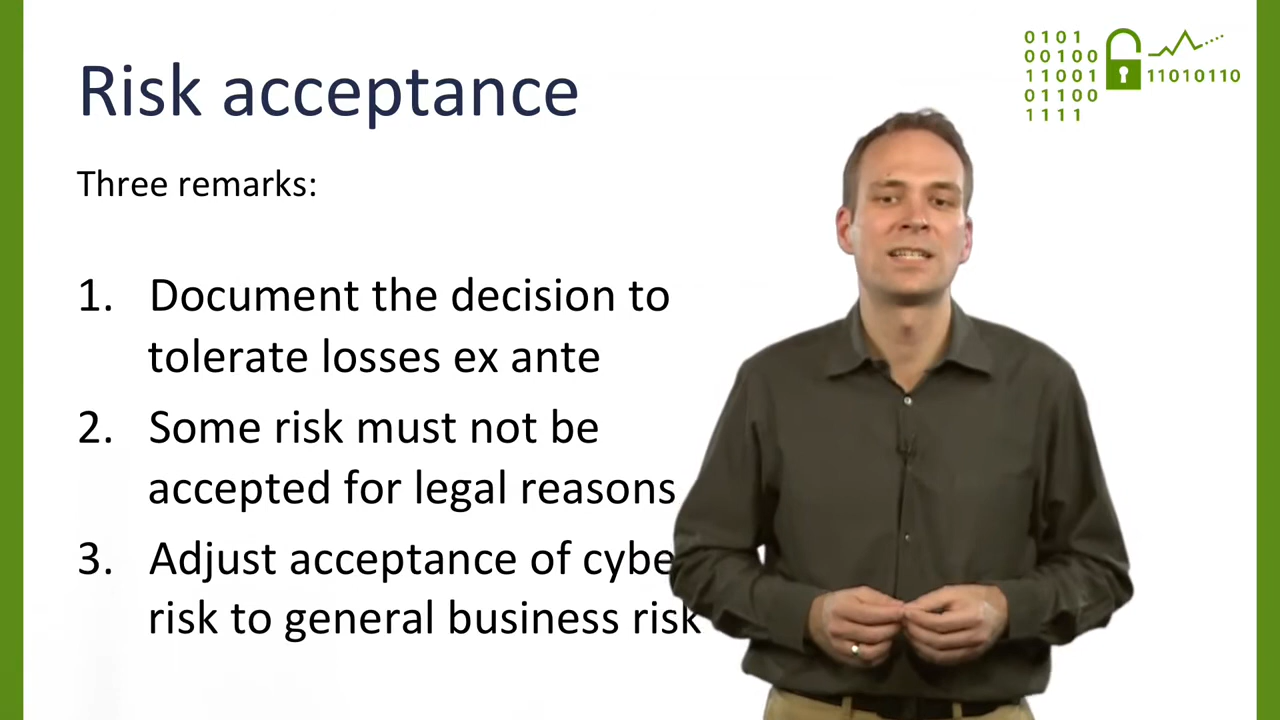 Risk acceptance
Three remarks:
1. Document the decision to
tolerate losses ex ante
2. Some risk must not be
accepted for legal reasons
3. Adjust acceptance of cybe
risk to general business risk
0101
00100
11001
01100
1111
11010110